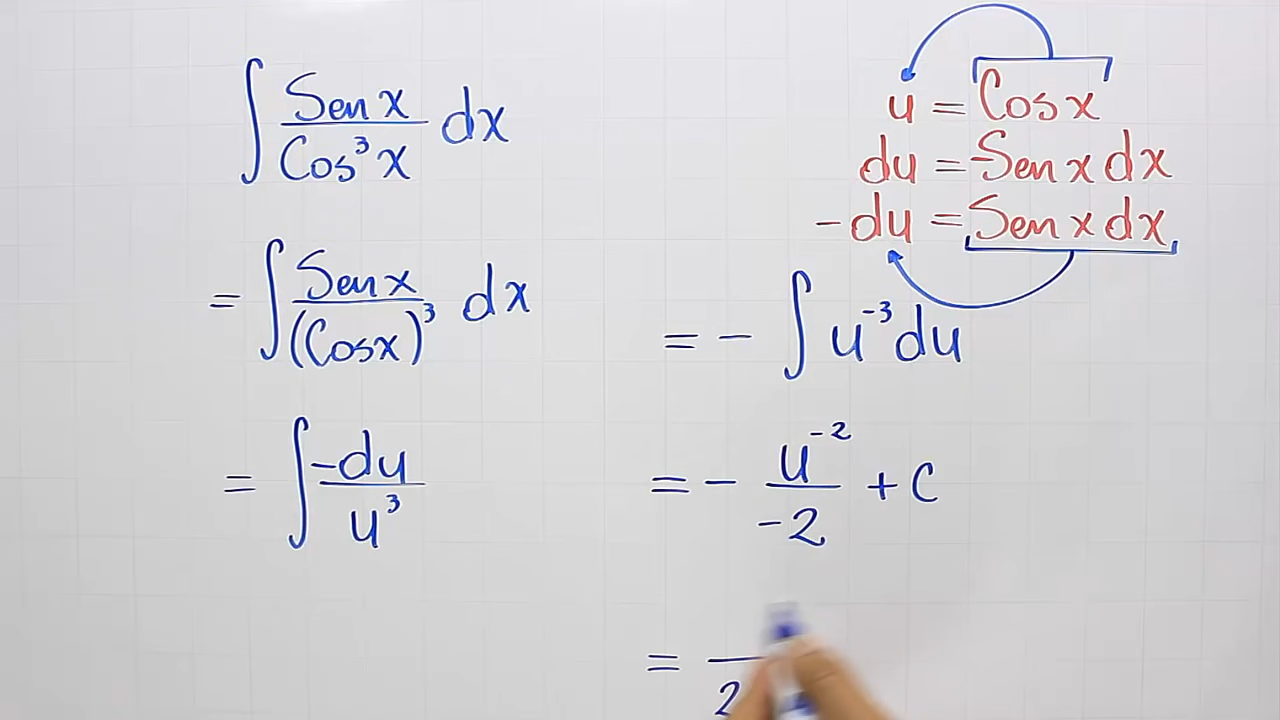 ∫ Sen x / Cos³ x dx
= ∫ Sen x / (Cos x)³ dx
= ∫ -du / u³
u = Cos x
du = -Sen x dx
-du = Sen x dx
= - ∫ u⁻³ du
= - u⁻² / -2 + C
= / 2